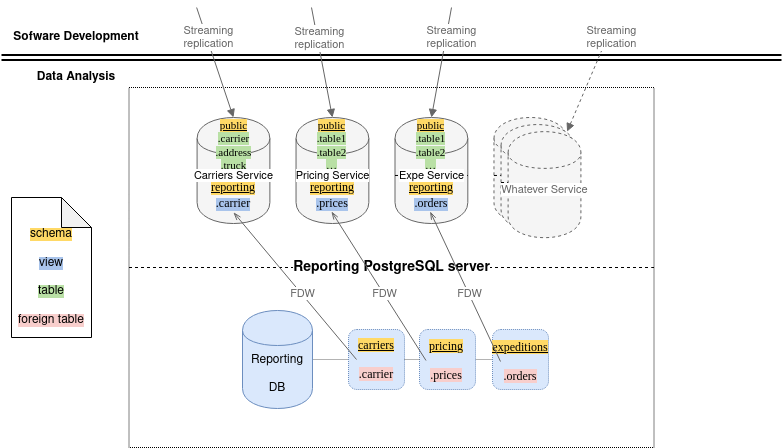 Streaming
replication
Streaming
replication
Streaming
replication
Streaming
replication
Sofware Development
Data Analysis
public
.carrier
.address
.truck
Carriers Service
reporting
.carrier
public
.table1
.table2
...
Pricing Service
reporting
.prices
public
.table1
.table2
...
Expe Service
reporting
.orders
Whatever Service
schema
view
table
foreign table
Reporting PostgreSQL server
FDW
FDW
FDW
Reporting
DB
carriers
.carrier
pricing
.prices
expeditions
.orders